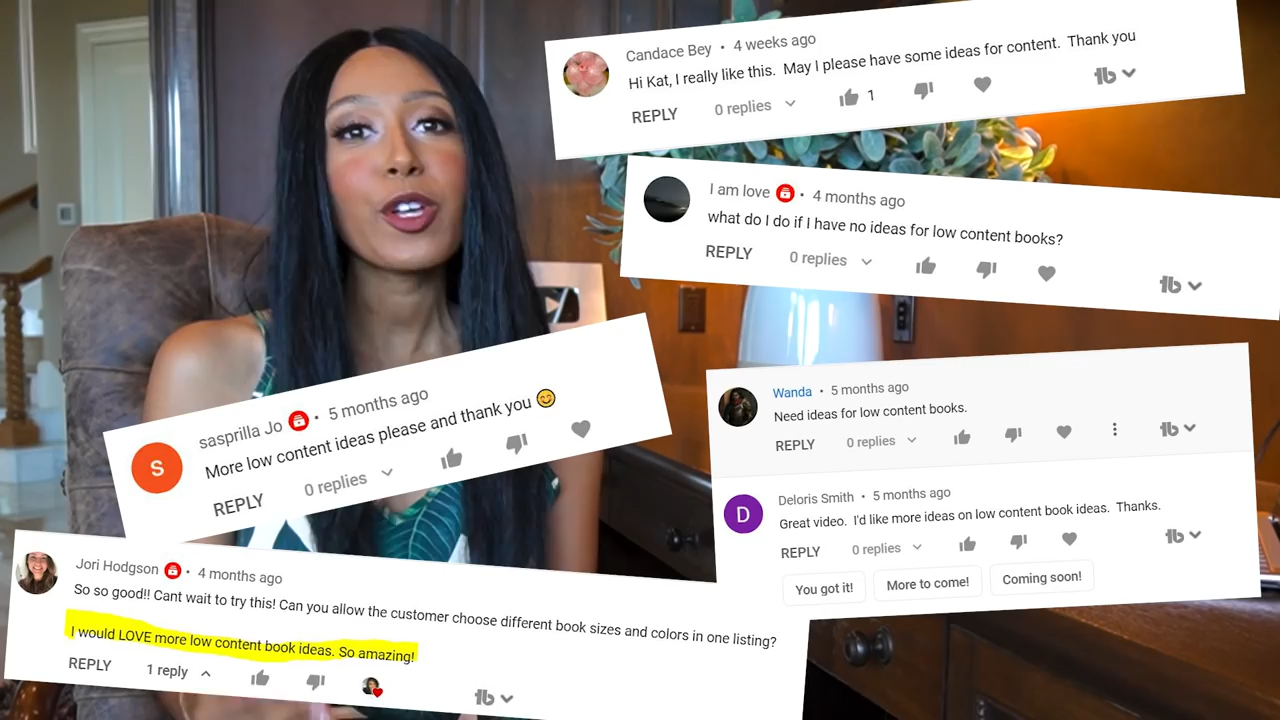 Candace Bey • 4 weeks ago
Hi Kat, I really like this. May I please have some ideas for content. Thank you
REPLY 0 replies 1
I am love • 4 months ago
what do I do if I have no ideas for low content books?
REPLY 0 replies
sasprilla Jo • 5 months ago
S
More low content ideas please and thank you 😊
REPLY 0 replies
Wanda • 5 months ago
Need ideas for low content books.
REPLY 0 replies
D
Deloris Smith • 5 months ago
Great video. I'd like more ideas on low content book ideas. Thanks.
REPLY 0 replies
You got it! More to come! Coming soon!
Jori Hodgson • 4 months ago
So so good!! Cant wait to try this! Can you allow the customer choose different book sizes and colors in one listing?
I would LOVE more low content book ideas. So amazing!
REPLY 1 reply